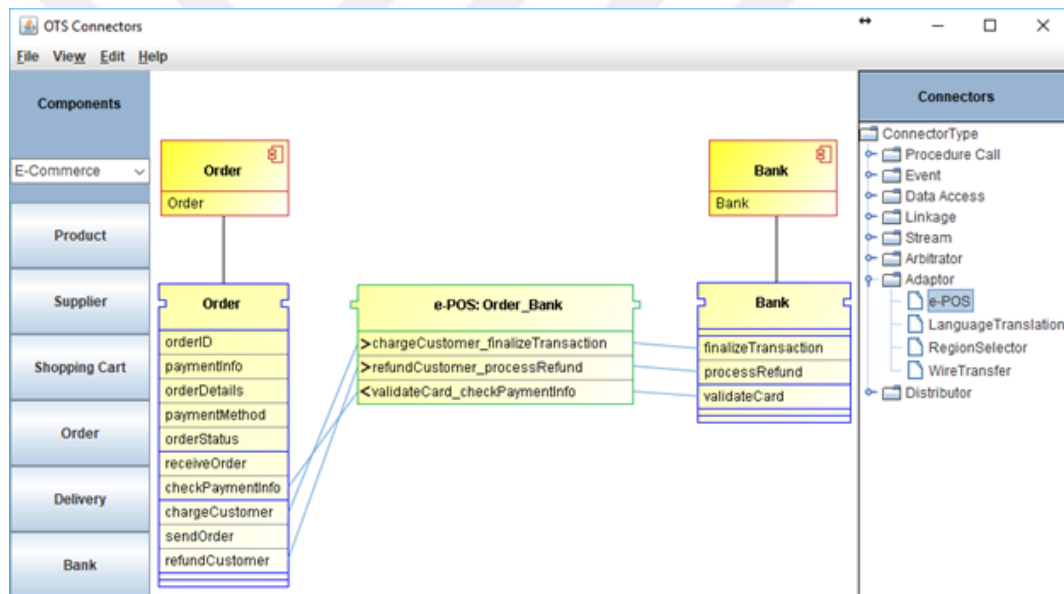 OTS Connectors
File View Edit Help
Components
E-Commerce
Product
Supplier
Shopping Cart
Order
Delivery
Bank
Order
Order
Order
orderID
paymentInfo
orderDetails
paymentMethod
orderStatus
receiveOrder
checkPaymentInfo
chargeCustomer
sendOrder
refundCustomer
e-POS: Order_Bank
>chargeCustomer_finalizeTransaction
>refundCustomer_processRefund
<validateCard_checkPaymentInfo
Bank
Bank
Bank
finalizeTransaction
processRefund
validateCard
Connectors
ConnectorType
Procedure Call
Event
Data Access
Linkage
Stream
Arbitrator
Adaptor
e-POS
LanguageTranslation
RegionSelector
WireTransfer
Distributor